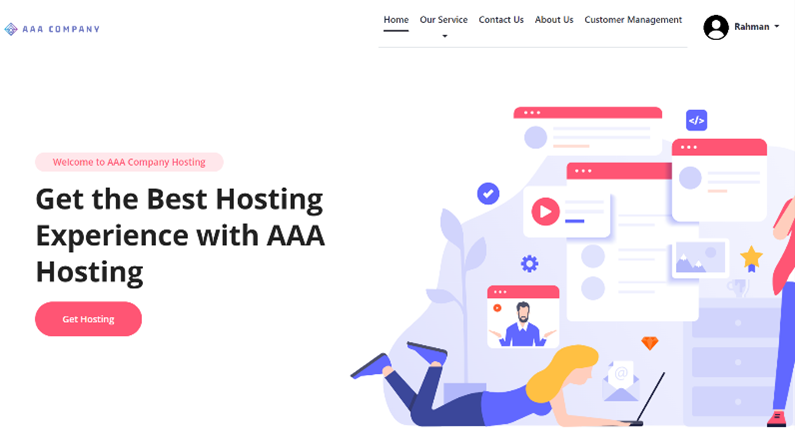 AAA COMPANY
Home Our Service Contact Us About Us Customer Management Rahman
Welcome to AAA Company Hosting
Get the Best Hosting
Experience with AAA
Hosting
Get Hosting
</>
@